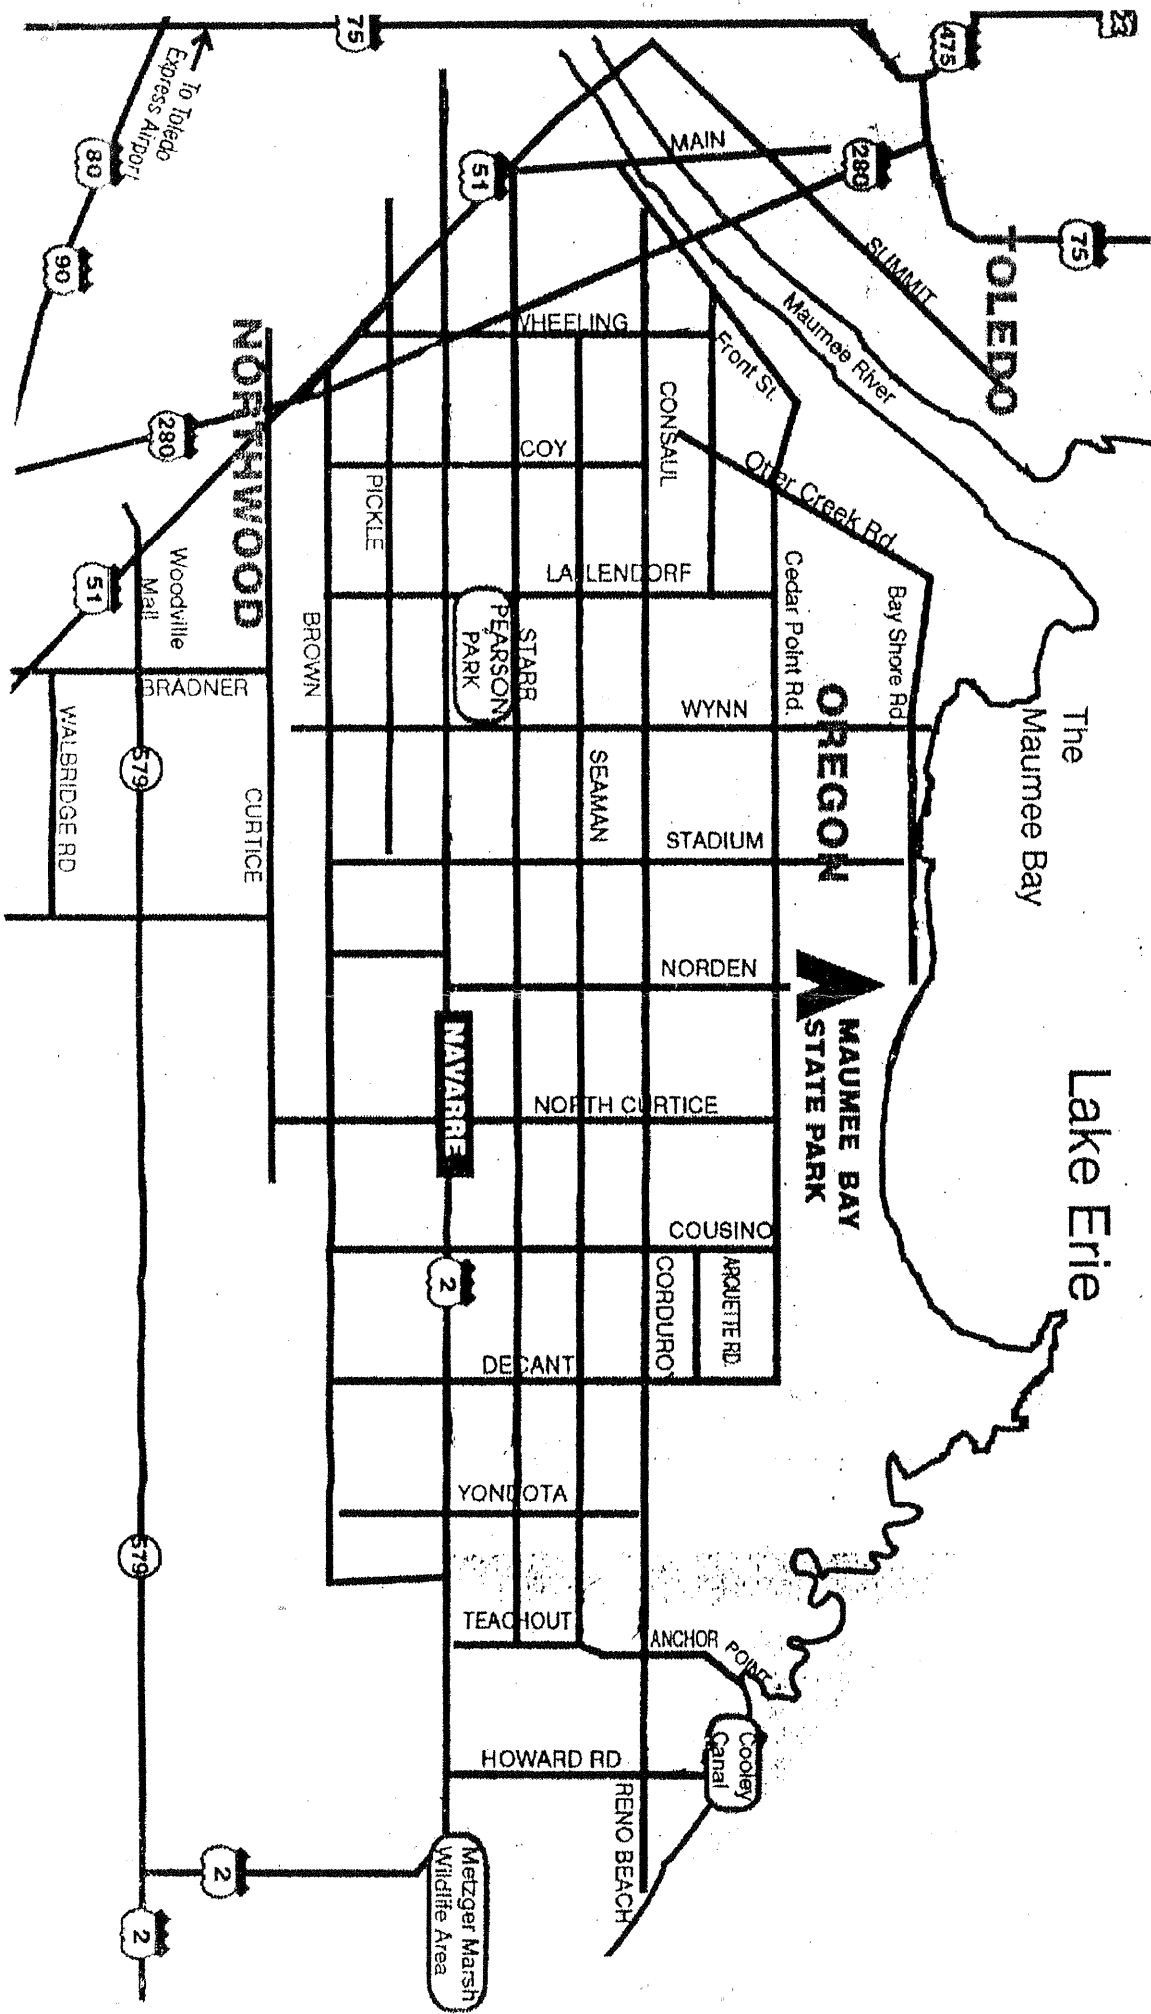 23
475
75
To Toledo
Express Airport
80
90
51
MAIN
280
75
TOLEDO
SUMMIT
Maumee River
Front St.
WHEELING
NORTHWOOD
280
CONSAUL
COY
Otter Creek Rd.
PICKLE
LALLENDORF
Cedar Point Rd.
Bay Shore Rd.
51
Woodville
Mall
BROWN
PEARSON
PARK
STARR
BRADNER
WYNN
OREGON
The
Maumee Bay
WALBRIDGE RD
579
CURTICE
SEAMAN
STADIUM
NORDEN
MAUMEE BAY
STATE PARK
Lake Erie
NAVARRE
NORTH CURTICE
COUSINO
2
CORDUROY
ARQUETTE RD.
DECANT
YONDOTA
579
TEACHOUT
ANCHOR POINT
Cooley
Canal
HOWARD RD
RENO BEACH
2
2
Metzger Marsh
Wildlife Area